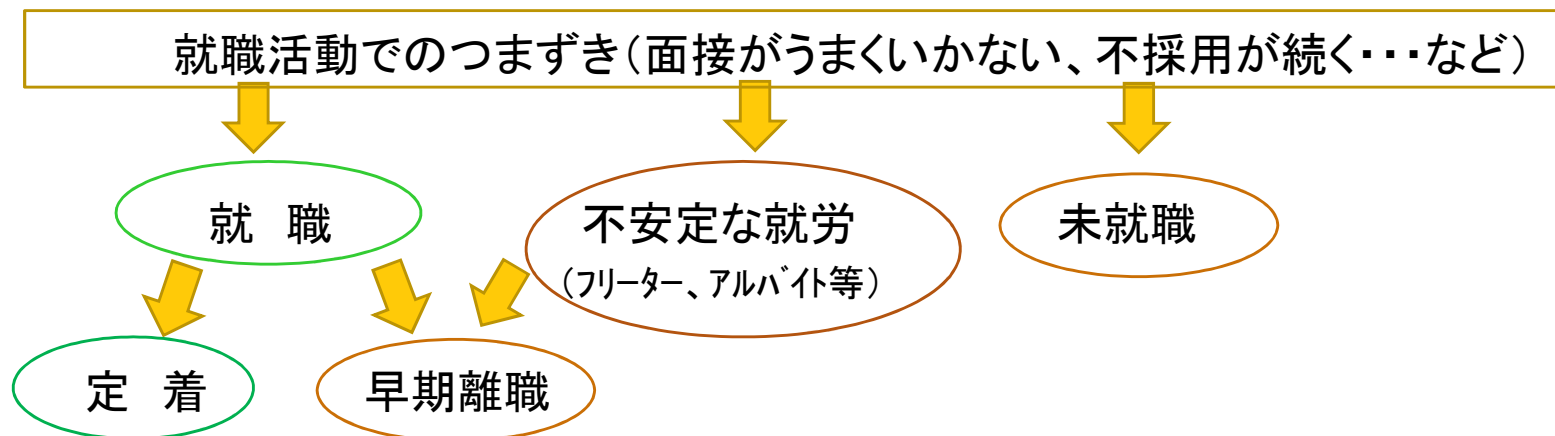 就職活動でのつまずき（面接がうまくいかない、不採用が続く・・・など）
就　職
不安定な就労
（ﾌﾘｰﾀｰ、ｱﾙﾊﾞｲﾄ等）
未就職
定　着
早期離職